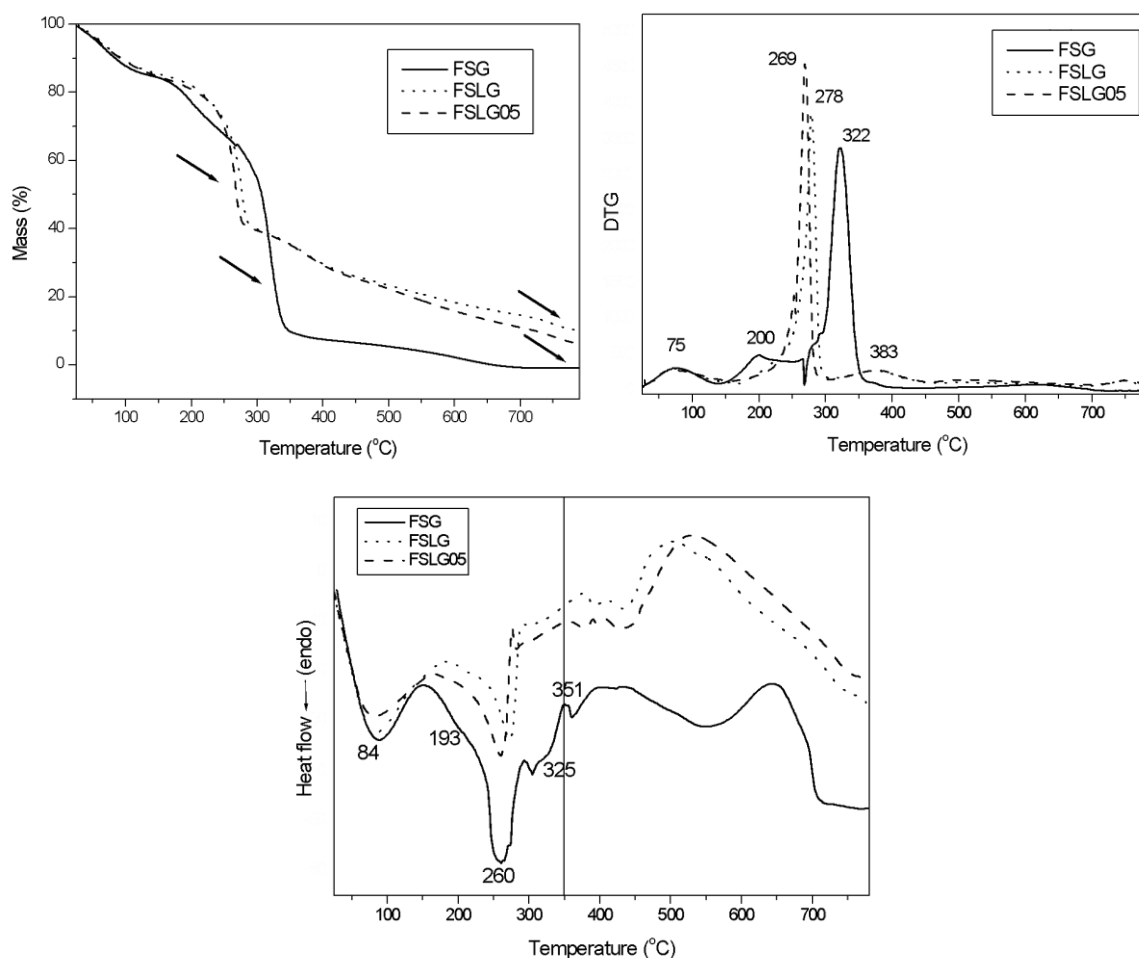 100
80
60
40
20
0
Mass (%)
FSG
FSLG
FSLG05
100 200 300 400 500 600 700
Temperature (°C)
DTG
FSG
FSLG
FSLG05
269
278
322
75
200
383
100 200 300 400 500 600 700
Temperature (°C)
Heat flow ← (endo)
FSG
FSLG
FSLG05
84
193
260
325
351
100 200 300 400 500 600 700
Temperature (°C)